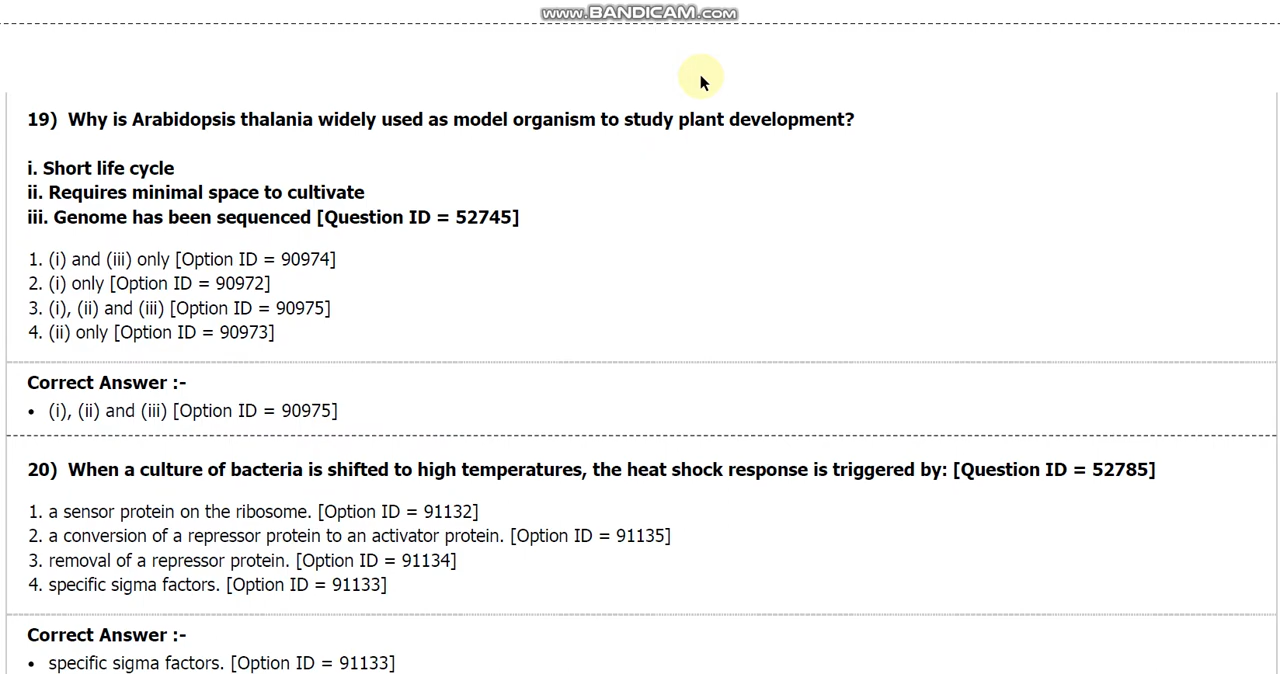 www.BANDICAM.com
19) Why is Arabidopsis thalania widely used as model organism to study plant development?
i. Short life cycle
ii. Requires minimal space to cultivate
iii. Genome has been sequenced [Question ID = 52745]
1. (i) and (iii) only [Option ID = 90974]
2. (i) only [Option ID = 90972]
3. (i), (ii) and (iii) [Option ID = 90975]
4. (ii) only [Option ID = 90973]
Correct Answer :-
• (i), (ii) and (iii) [Option ID = 90975]
20) When a culture of bacteria is shifted to high temperatures, the heat shock response is triggered by: [Question ID = 52785]
1. a sensor protein on the ribosome. [Option ID = 91132]
2. a conversion of a repressor protein to an activator protein. [Option ID = 91135]
3. removal of a repressor protein. [Option ID = 91134]
4. specific sigma factors. [Option ID = 91133]
Correct Answer :-
• specific sigma factors. [Option ID = 91133]